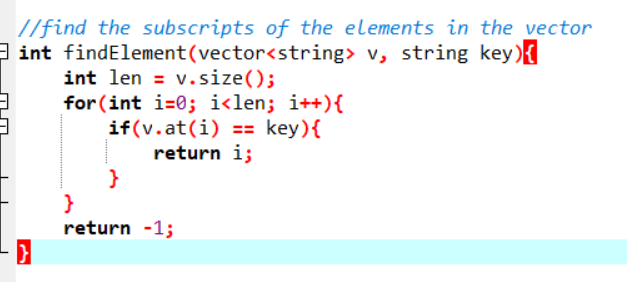 //find the subscripts of the elements in the vector
int findElement(vector<string> v, string key){
    int len = v.size();
    for(int i=0; i<len; i++){
        if(v.at(i) == key){
            return i;
        }
    }
    return -1;
}